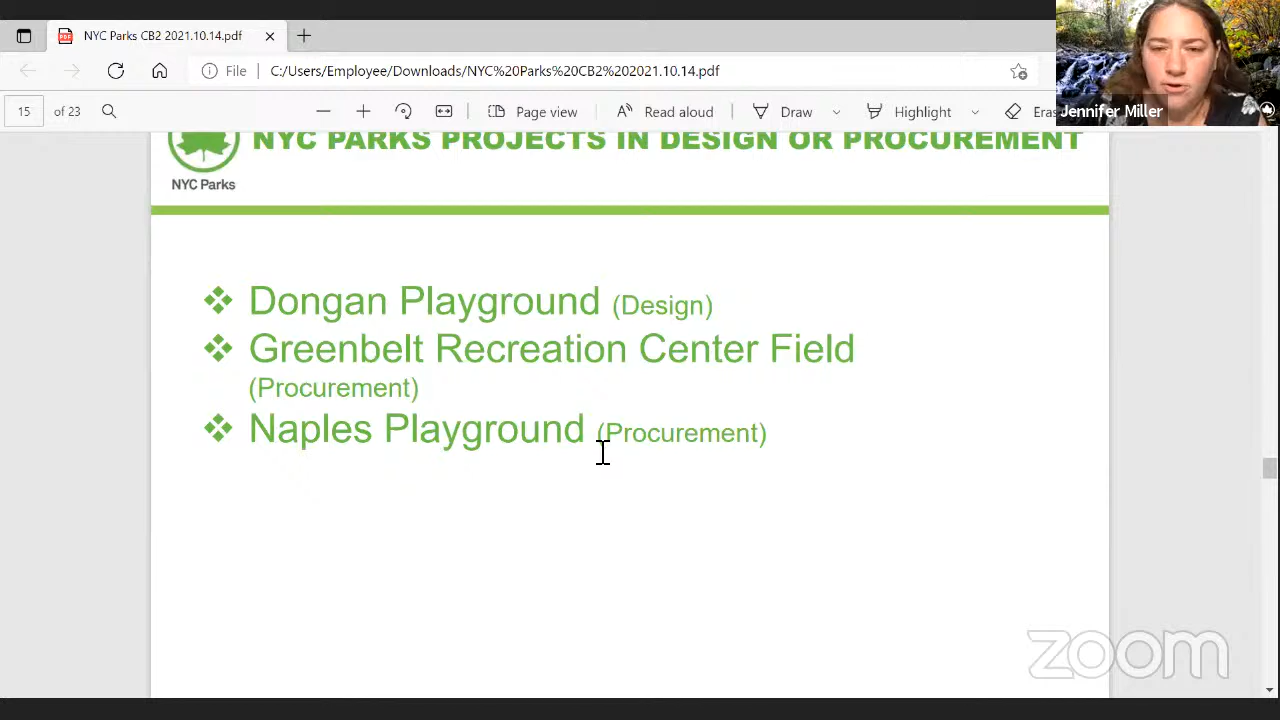 NYC Parks CB2 2021.10.14.pdf
File C:/Users/Employee/Downloads/NYC%20Parks%20CB2%202021.10.14.pdf
15 of 23 Page view Read aloud Draw Highlight Eras
Jennifer Miller
NYC PARKS PROJECTS IN DESIGN OR PROCUREMENT
NYC Parks
❖ Dongan Playground (Design)
❖ Greenbelt Recreation Center Field
(Procurement)
❖ Naples Playground (Procurement)
zoom